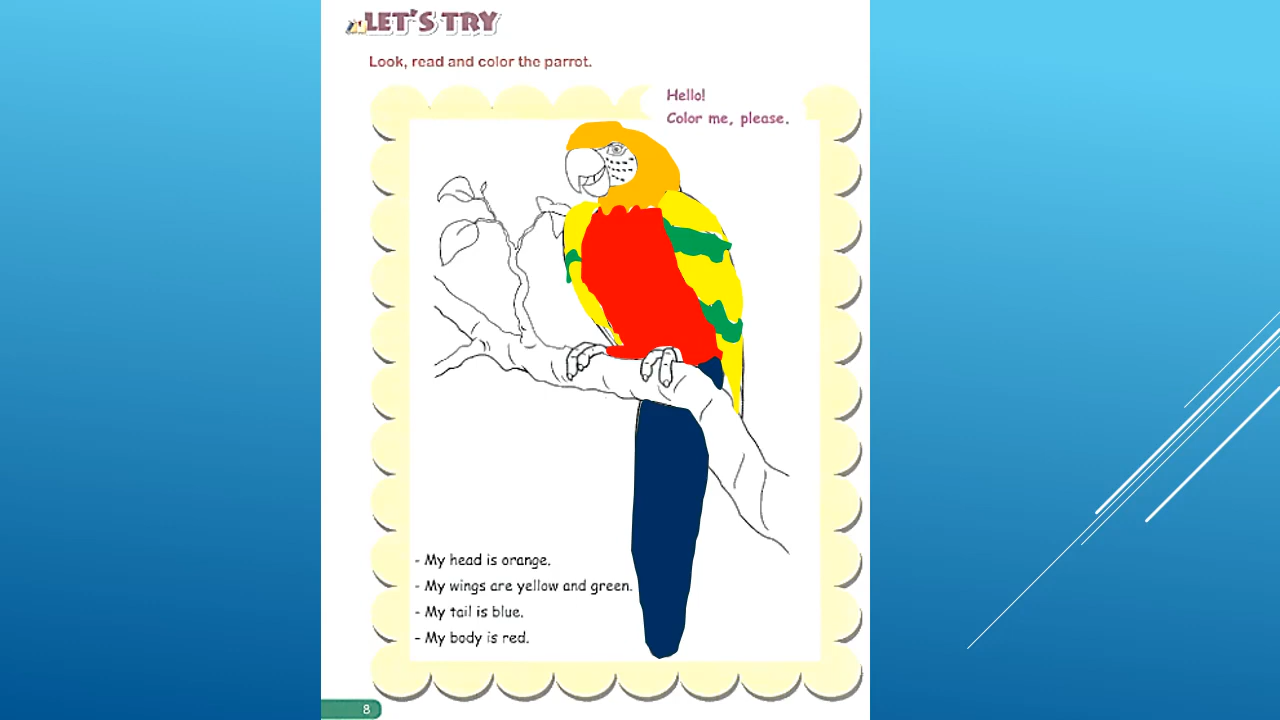 LET'S TRY
Look, read and color the parrot.
Hello!
Color me, please.
- My head is orange.
- My wings are yellow and green.
- My tail is blue.
- My body is red.
8